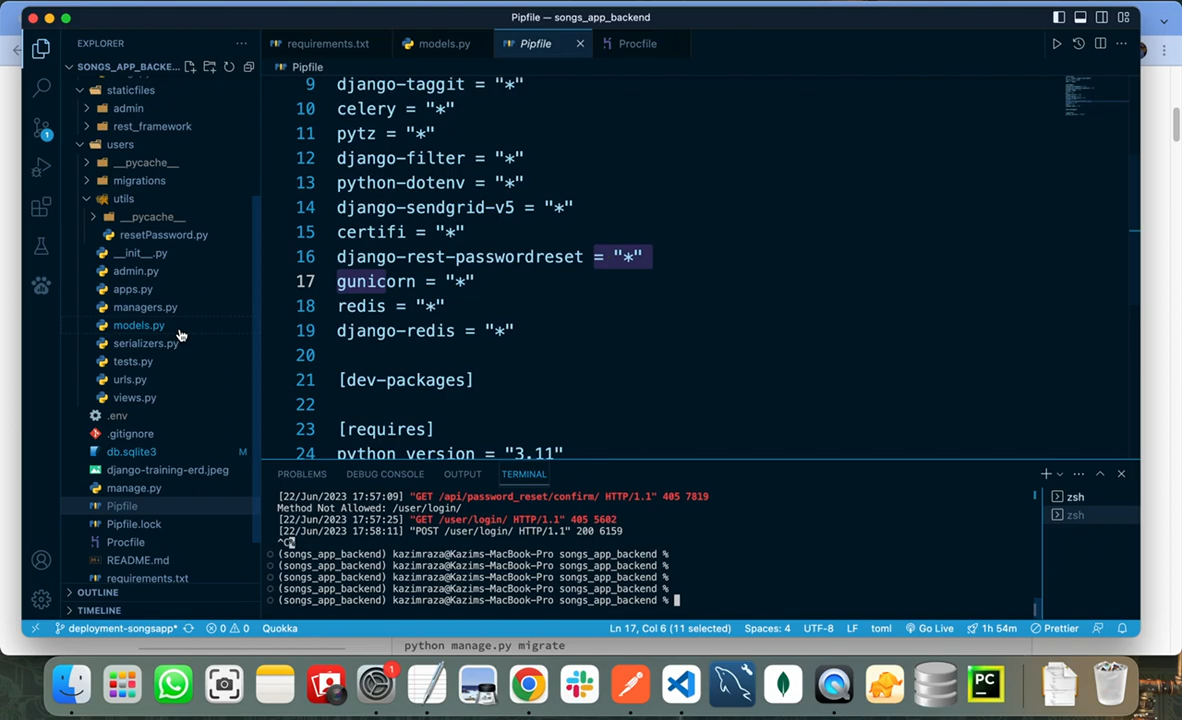 Pipfile — songs_app_backend
EXPLORER
requirements.txt
models.py
Pipfile
Procfile
SONGS_APP_BACKE...
Pipfile
staticfiles
admin
rest_framework
users
__pycache__
migrations
utils
__pycache__
resetPassword.py
__init__.py
admin.py
apps.py
managers.py
models.py
serializers.py
tests.py
urls.py
views.py
.env
.gitignore
db.sqlite3 M
django-training-erd.jpeg
manage.py
Pipfile
Pipfile.lock
Procfile
README.md
requirements.txt
OUTLINE
TIMELINE
9 django-taggit = "*"
10 celery = "*"
11 pytz = "*"
12 django-filter = "*"
13 python-dotenv = "*"
14 django-sendgrid-v5 = "*"
15 certifi = "*"
16 django-rest-passwordreset = "*"
17 gunicorn = "*"
18 redis = "*"
19 django-redis = "*"
20
21 [dev-packages]
22
23 [requires]
24 python_version = "3.11"
PROBLEMS
DEBUG CONSOLE
OUTPUT
TERMINAL
[22/Jun/2023 17:57:09] "GET /api/password_reset/confirm/ HTTP/1.1" 405 7819
Method Not Allowed: /user/login/
[22/Jun/2023 17:57:25] "GET /user/login/ HTTP/1.1" 405 5602
[22/Jun/2023 17:58:11] "POST /user/login/ HTTP/1.1" 200 6159
^C%
(songs_app_backend) kazimraza@Kazims-MacBook-Pro songs_app_backend %
(songs_app_backend) kazimraza@Kazims-MacBook-Pro songs_app_backend %
(songs_app_backend) kazimraza@Kazims-MacBook-Pro songs_app_backend %
(songs_app_backend) kazimraza@Kazims-MacBook-Pro songs_app_backend %
(songs_app_backend) kazimraza@Kazims-MacBook-Pro songs_app_backend %
zsh
zsh
deployment-songsapp*
0 0
Quokka
Ln 17, Col 6 (11 selected)
Spaces: 4
UTF-8
LF
toml
Go Live
1h 54m
Prettier
python manage.py migrate
1
1
PC